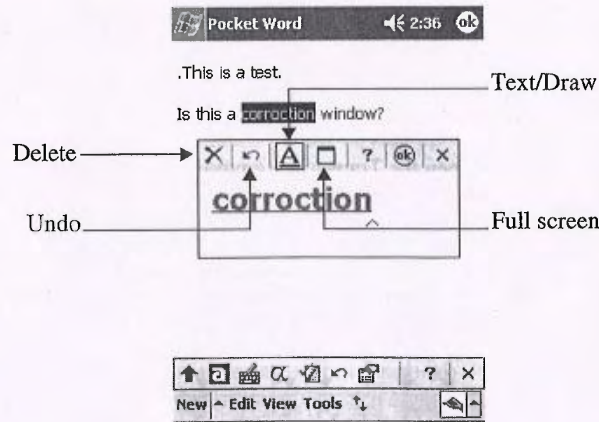 Pocket Word 2:36 ok
.This is a test.
Text/Draw
Is this a corroction window?
Delete
A ? ok
corroction
Undo
Full screen
a α ?
New Edit View Tools